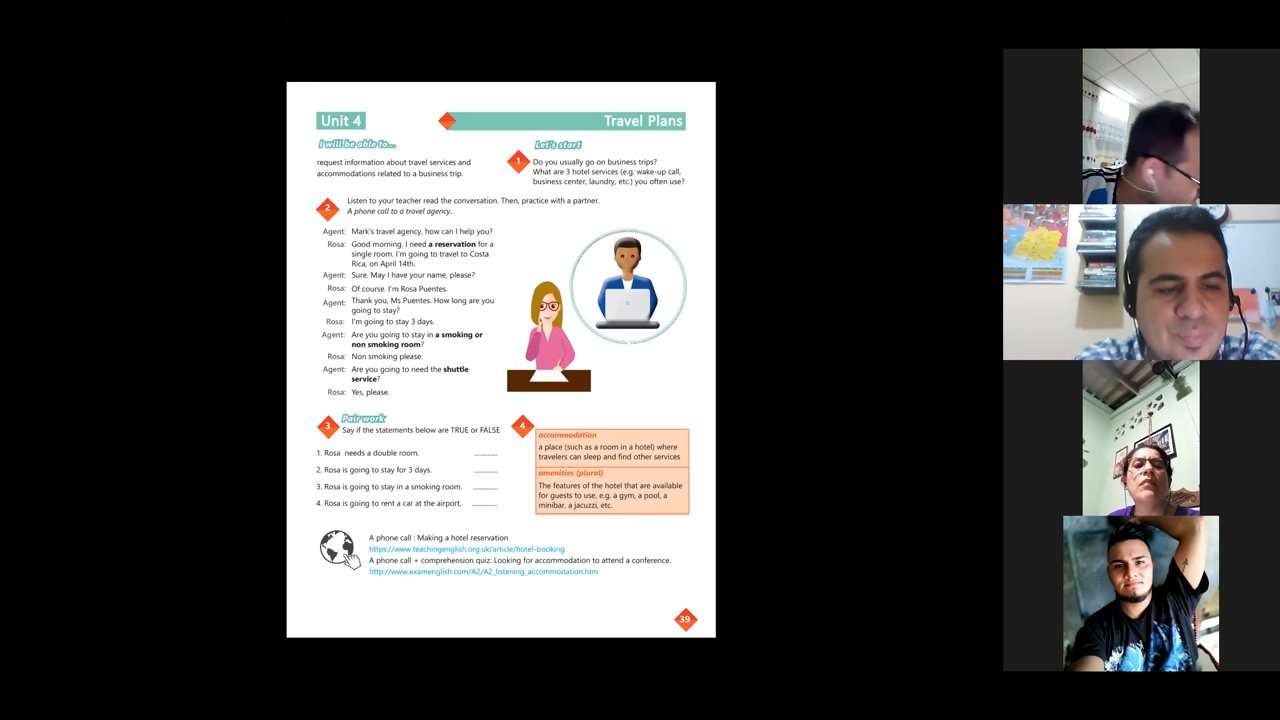 Unit 4
Travel Plans
I will be able to...
request information about travel services and
accommodations related to a business trip.
Let's start
1
Do you usually go on business trips?
What are 3 hotel services (e.g. wake-up call,
business center, laundry, etc.) you often use?
2
Listen to your teacher read the conversation. Then, practice with a partner.
A phone call to a travel agency...
Agent: Mark's travel agency, how can I help you?
Rosa: Good morning. I need a reservation for a
single room. I'm going to travel to Costa
Rica, on April 14th.
Agent: Sure. May I have your name, please?
Rosa: Of course. I'm Rosa Puentes.
Agent: Thank you, Ms Puentes. How long are you
going to stay?
Rosa: I'm going to stay 3 days.
Agent: Are you going to stay in a smoking or
non smoking room?
Rosa: Non smoking please.
Agent: Are you going to need the shuttle
service?
Rosa: Yes, please.
3
Pair work
Say if the statements below are TRUE or FALSE
1. Rosa needs a double room. ............
2. Rosa is going to stay for 3 days. ............
3. Rosa is going to stay in a smoking room. ............
4. Rosa is going to rent a car at the airport. ............
4
accommodation
a place (such as a room in a hotel) where
travelers can sleep and find other services
amenities (plural)
The features of the hotel that are available
for guests to use, e.g. a gym, a pool, a
minibar, a jacuzzi, etc.
A phone call : Making a hotel reservation
https://www.teachingenglish.org.uk/article/hotel-booking
A phone call + comprehension quiz: Looking for accommodation to attend a conference.
http://www.examenglish.com/A2/A2_listening_accommodation.htm
39